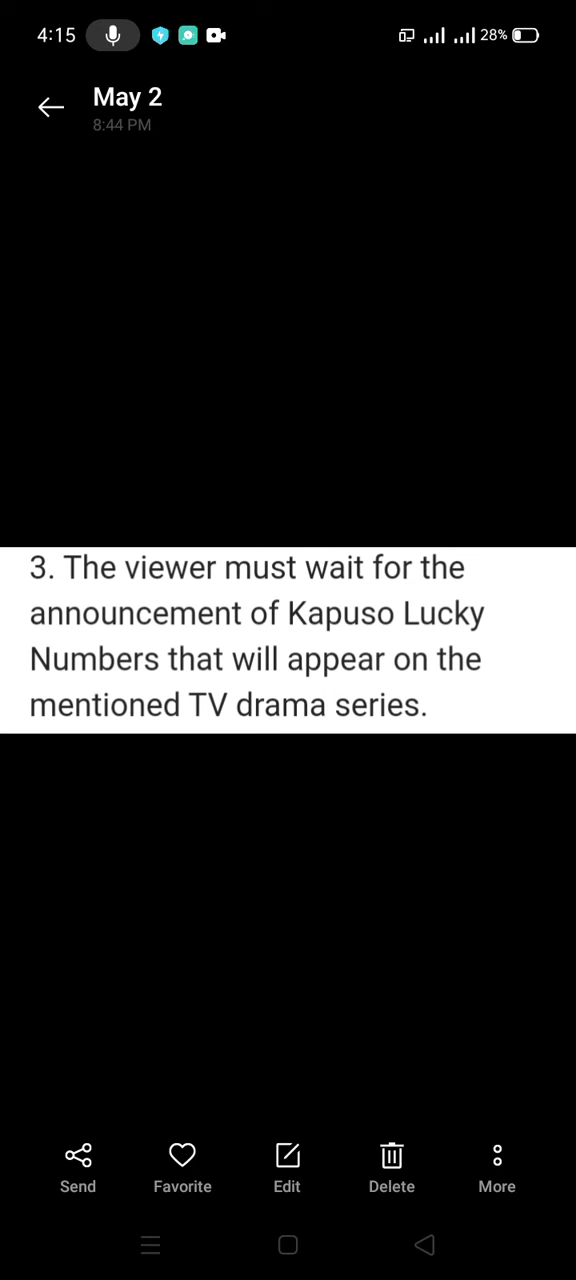 4:15 28%
May 2
8:44 PM
3. The viewer must wait for the
announcement of Kapuso Lucky
Numbers that will appear on the
mentioned TV drama series.
Send Favorite Edit Delete More